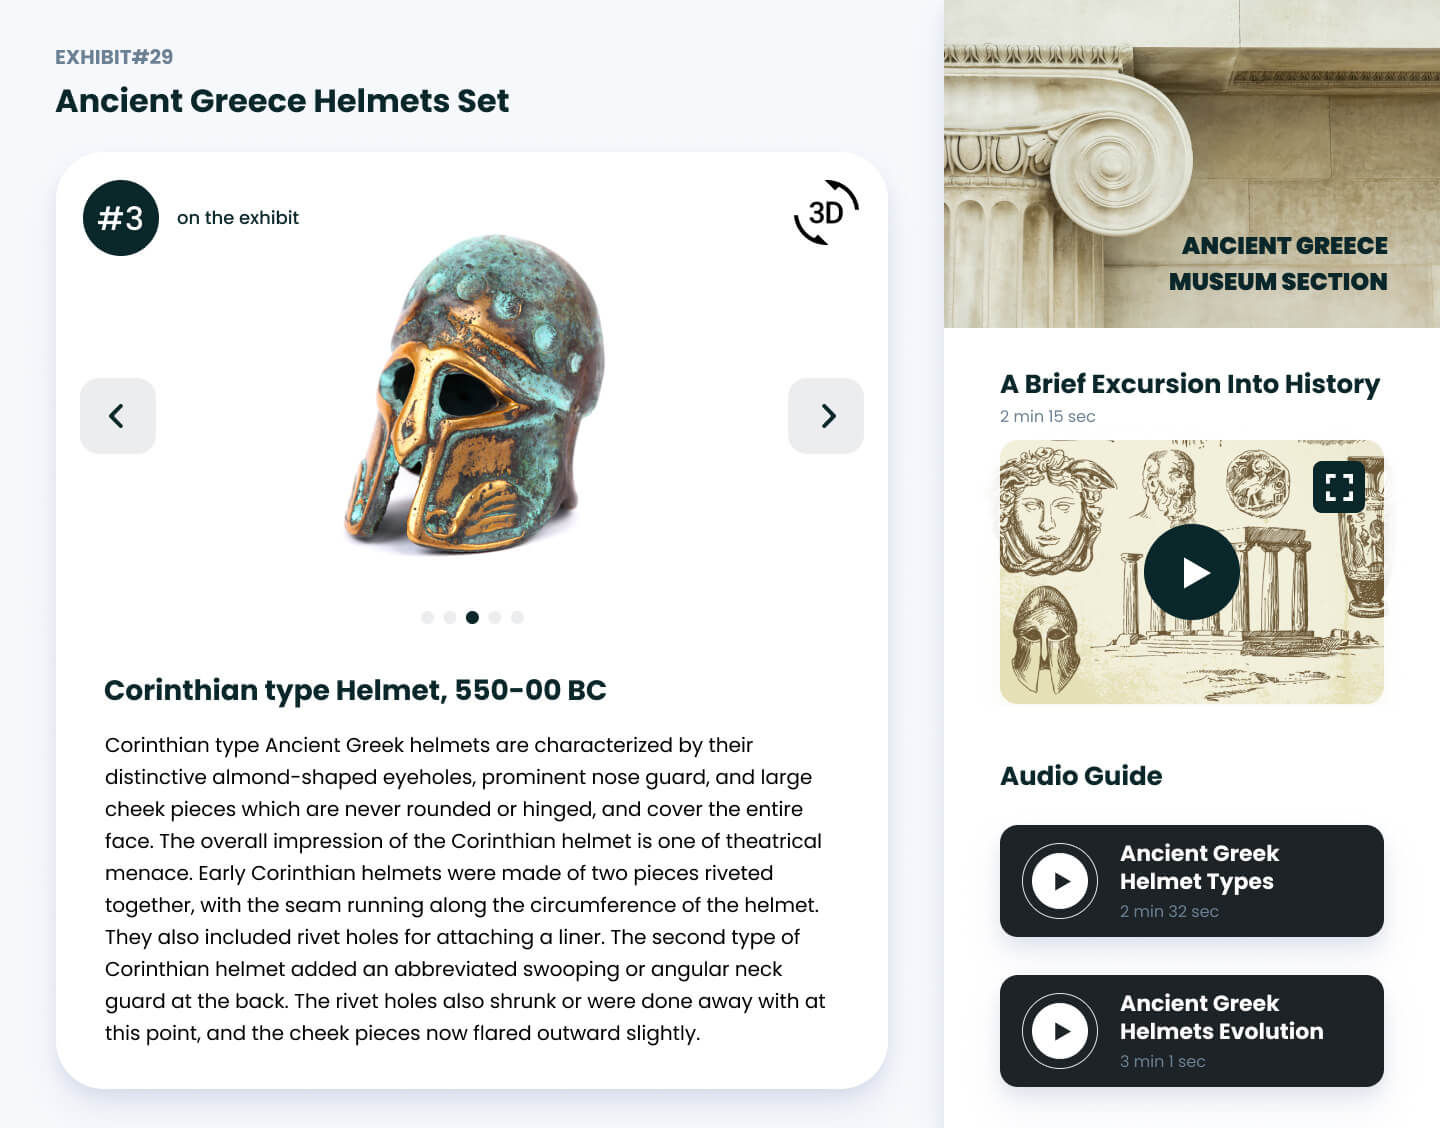 EXHIBIT#29
Ancient Greece Helmets Set
#3
on the exhibit
3D
Corinthian type Helmet, 550-00 BC
Corinthian type Ancient Greek helmets are characterized by their
distinctive almond-shaped eyeholes, prominent nose guard, and large
cheek pieces which are never rounded or hinged, and cover the entire
face. The overall impression of the Corinthian helmet is one of theatrical
menace. Early Corinthian helmets were made of two pieces riveted
together, with the seam running along the circumference of the helmet.
They also included rivet holes for attaching a liner. The second type of
Corinthian helmet added an abbreviated swooping or angular neck
guard at the back. The rivet holes also shrunk or were done away with at
this point, and the cheek pieces now flared outward slightly.
ANCIENT GREECE
MUSEUM SECTION
A Brief Excursion Into History
2 min 15 sec
Audio Guide
Ancient Greek
Helmet Types
2 min 32 sec
Ancient Greek
Helmets Evolution
3 min 1 sec